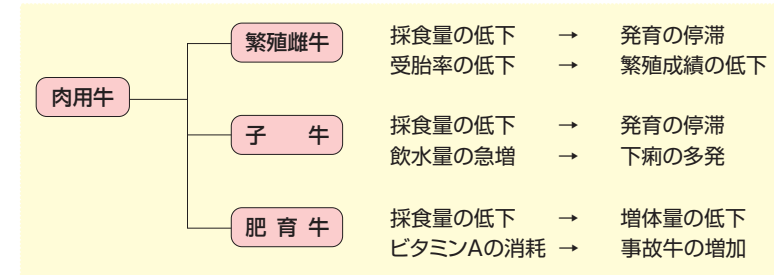 肉用牛
繁殖雌牛
採食量の低下 → 発育の停滞
受胎率の低下 → 繁殖成績の低下
子 牛
採食量の低下 → 発育の停滞
飲水量の急増 → 下痢の多発
肥育牛
採食量の低下 → 増体量の低下
ビタミンAの消耗 → 事故牛の増加